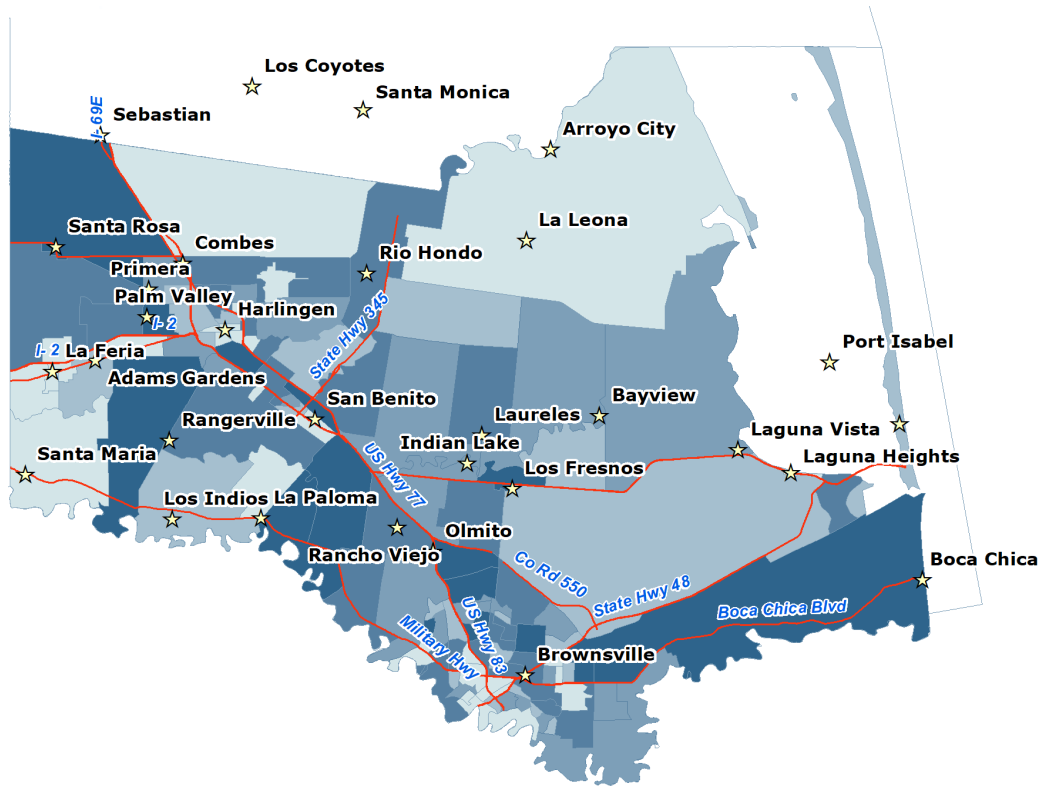 Los Coyotes
Santa Monica
I- 69E
Sebastian
Arroyo City
Santa Rosa
La Leona
Combes
Rio Hondo
Primera
Palm Valley
Harlingen
I- 2
State Hwy 345
I- 2
La Feria
Port Isabel
Adams Gardens
San Benito
Bayview
Rangerville
Laureles
Laguna Vista
Indian Lake
Santa Maria
US Hwy 77
Los Fresnos
Laguna Heights
Los Indios
La Paloma
Olmito
Rancho Viejo
Boca Chica
Co Rd 550
State Hwy 48
Boca Chica Blvd
Military Hwy
US Hwy 83
Brownsville